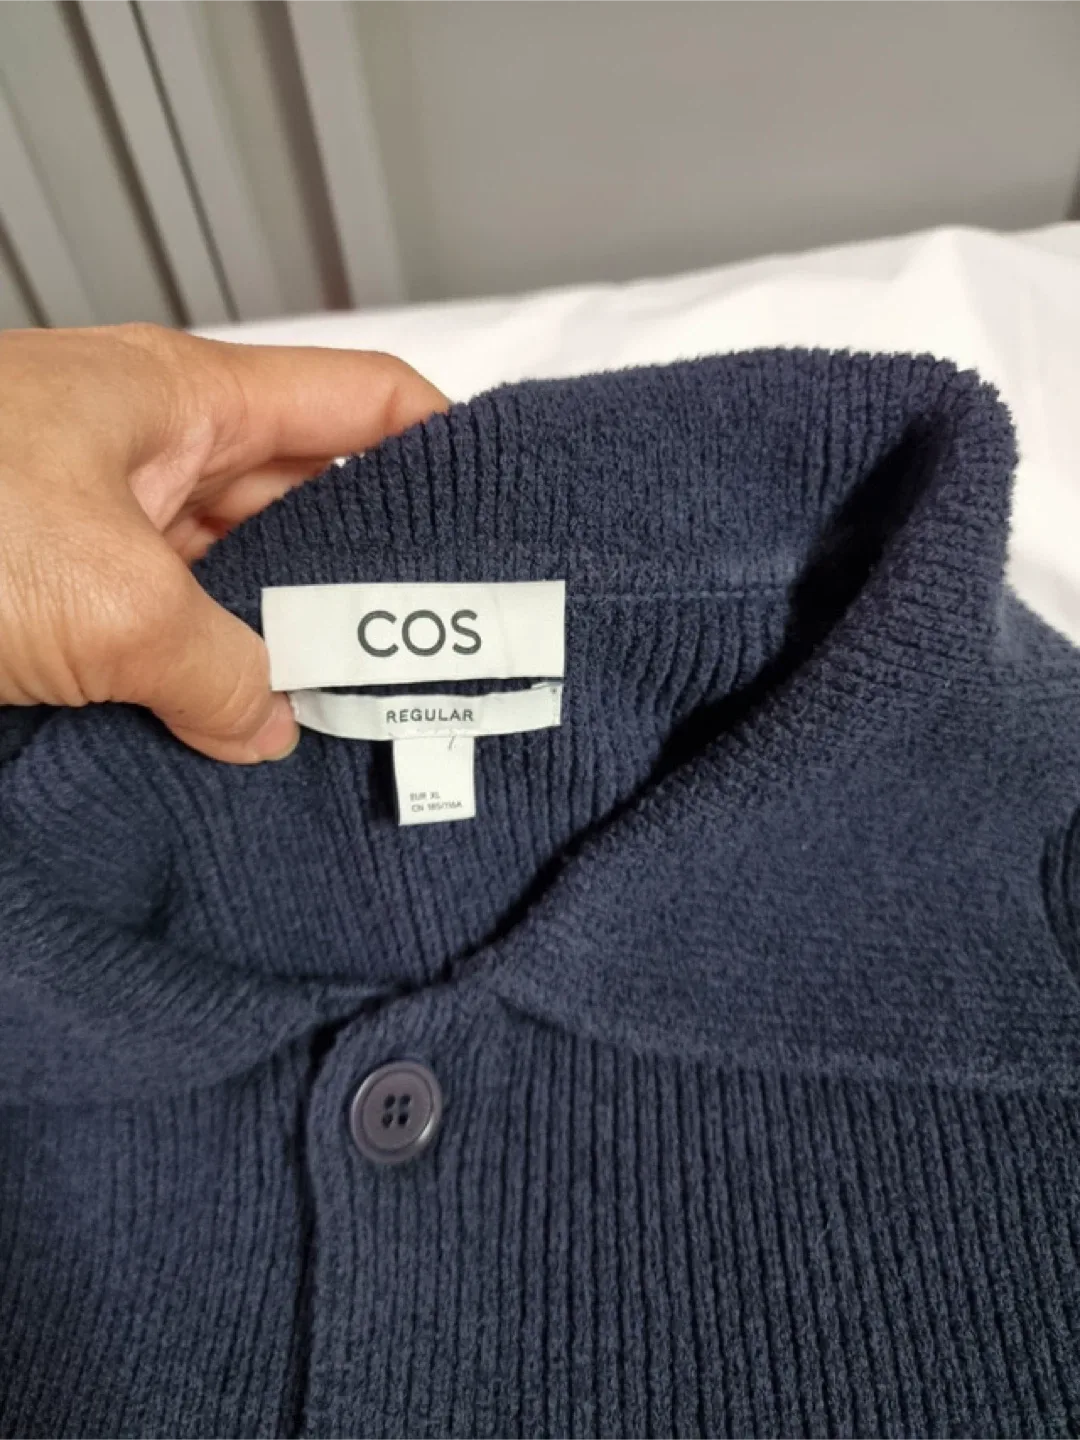 COS
REGULAR
EUR XL
CN 185/116A